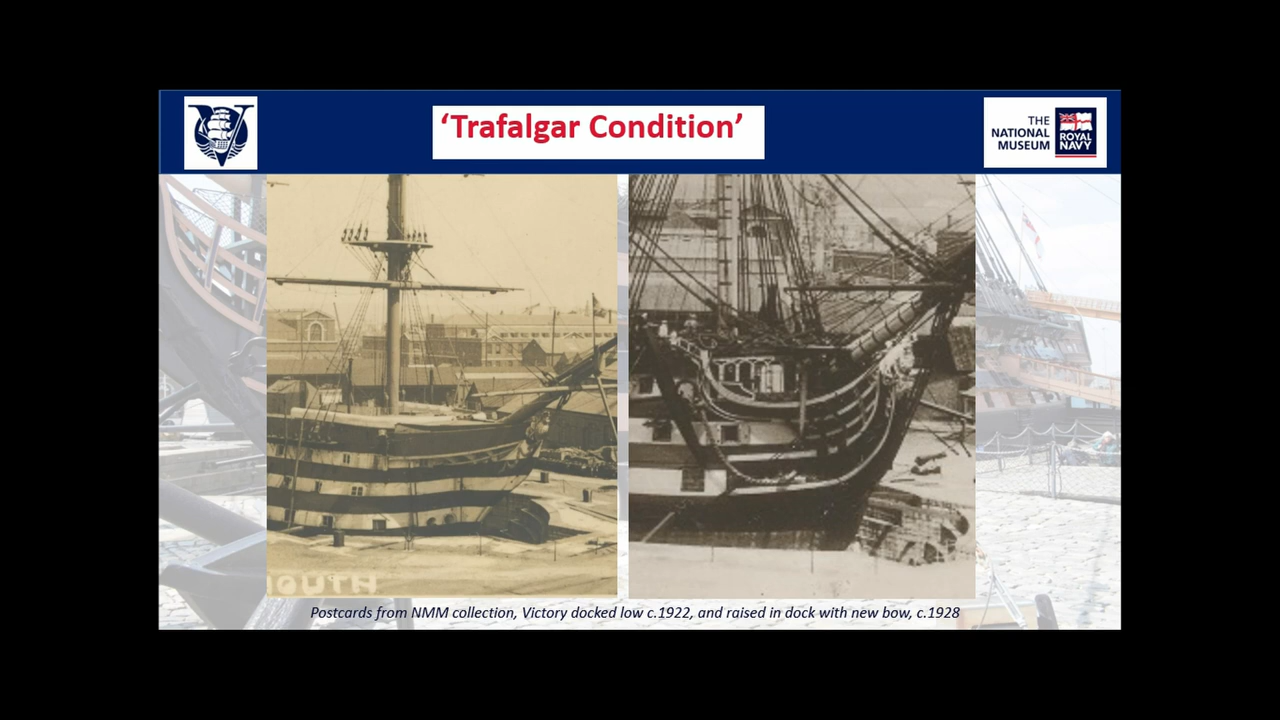 ‘Trafalgar Condition’
THE
NATIONAL
MUSEUM
ROYAL
NAVY
OUTH
Postcards from NMM collection, Victory docked low c.1922, and raised in dock with new bow, c.1928